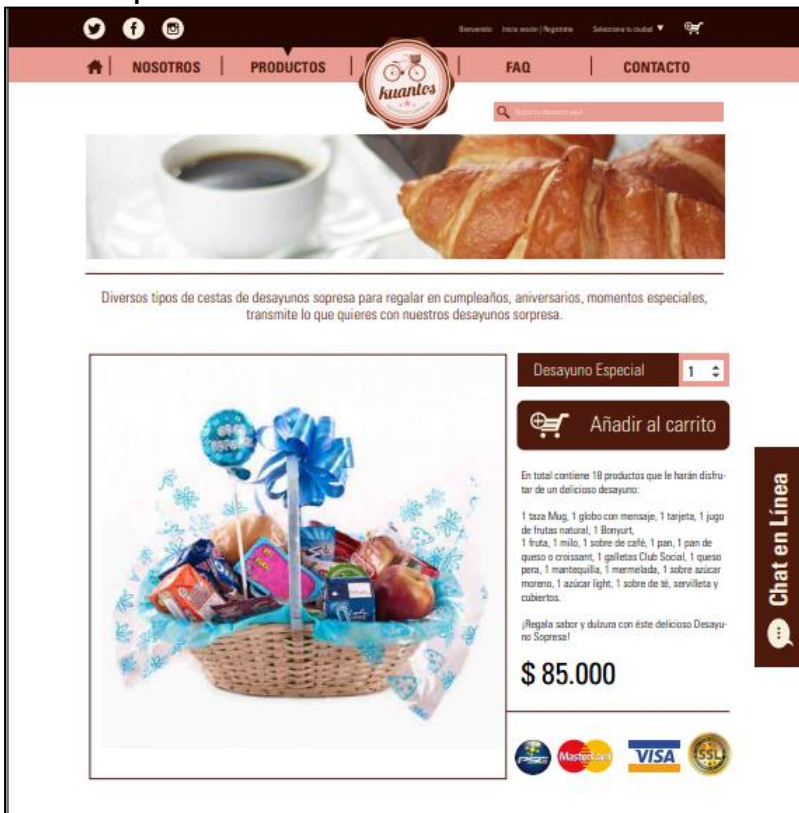 Bienvenido Inicia sesión | Regístrate Selecciona tu ciudad
NOSOTROS | PRODUCTOS | FAQ | CONTACTO
kuantos
Busca tu desayuno aquí
Diversos tipos de cestas de desayunos sopresa para regalar en cumpleaños, aniversarios, momentos especiales,
transmite lo que quieres con nuestros desayunos sorpresa.
Desayuno Especial 1
Añadir al carrito
En total contiene 18 productos que le harán disfru-
tar de un delicioso desayuno:
1 taza Mug, 1 globo con mensaje, 1 tarjeta, 1 jugo
de frutas natural, 1 Bonyurt,
1 fruta, 1 milo, 1 sobre de café, 1 pan, 1 pan de
queso o croissant, 1 galletas Club Social, 1 queso
pera, 1 mantequilla, 1 mermelada, 1 sobre azúcar
moreno, 1 azúcar light, 1 sobre de té, servilleta y
cubiertos.
¡Regala sabor y dulzura con éste delicioso Desayu-
no Sopresa!
$ 85.000
Chat en Línea
PSE MasterCard VISA SSL